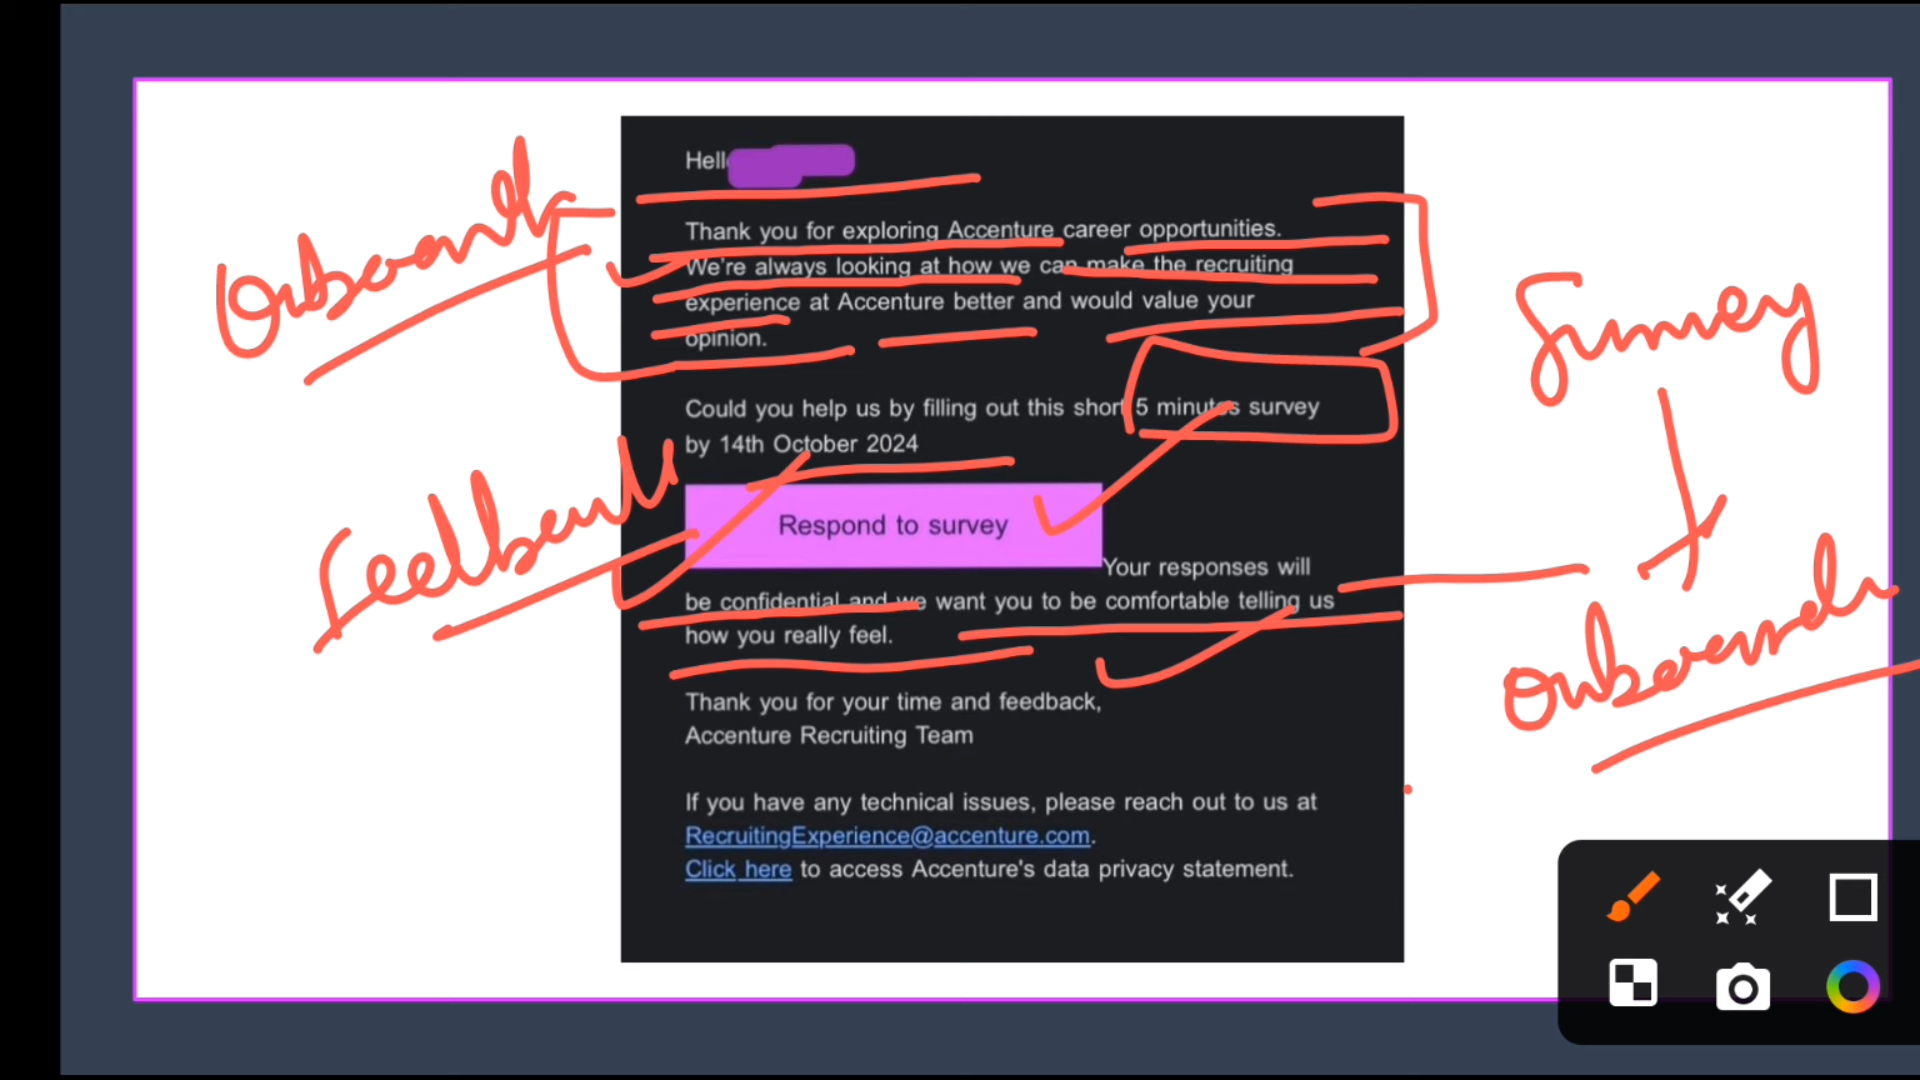 Hell
Thank you for exploring Accenture career opportunities.
We're always looking at how we can make the recruiting
experience at Accenture better and would value your
opinion.
Could you help us by filling out this short 5 minutes survey
by 14th October 2024
Respond to survey
Your responses will
be confidential and we want you to be comfortable telling us
how you really feel.
Thank you for your time and feedback,
Accenture Recruiting Team
If you have any technical issues, please reach out to us at
RecruitingExperience@accenture.com.
Click here to access Accenture's data privacy statement.
Survey